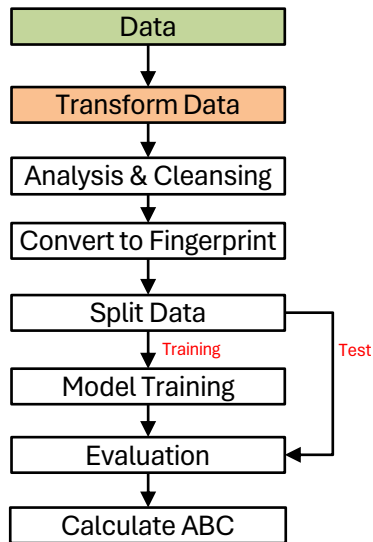 Data
Transform Data
Analysis & Cleansing
Convert to Fingerprint
Split Data
Training
Test
Model Training
Evaluation
Calculate ABC